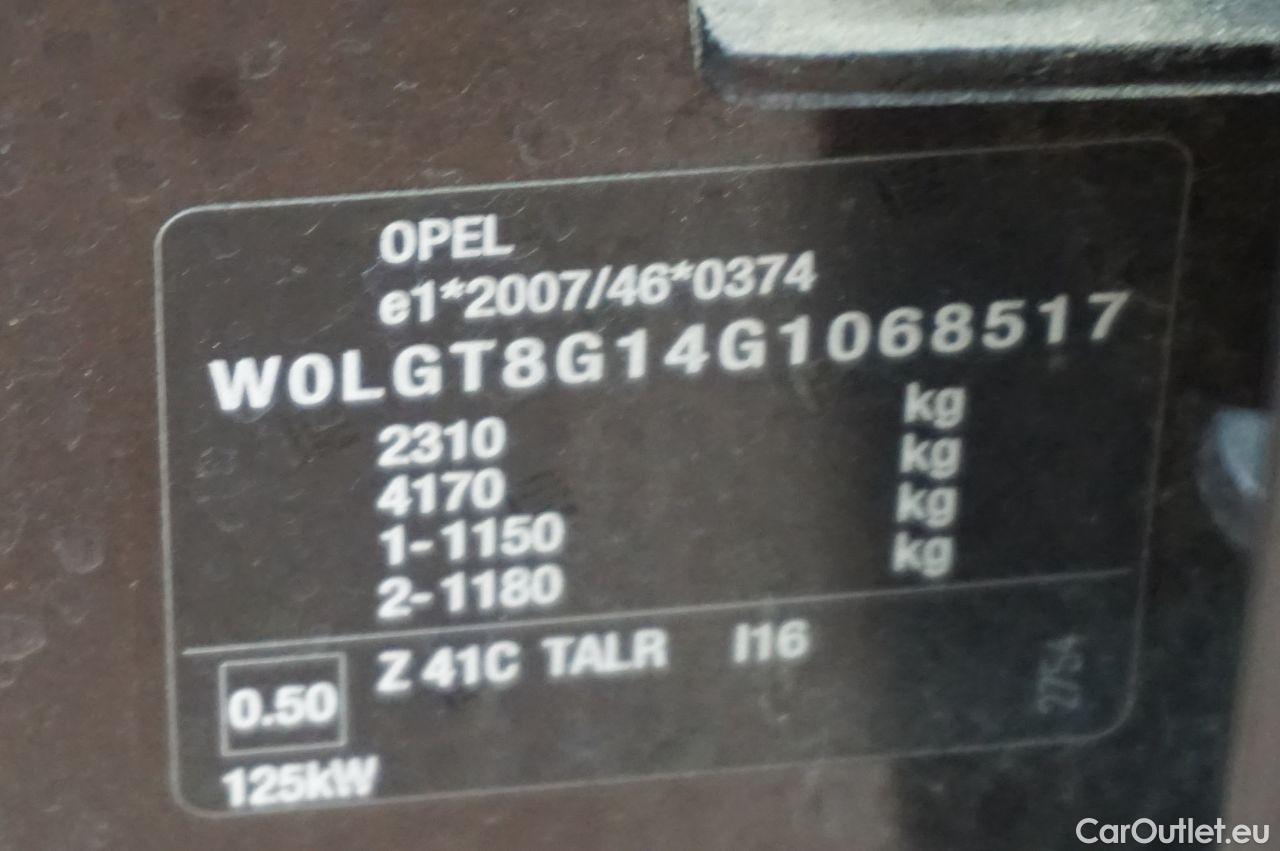 OPEL
e1*2007/46*0374
W0LGT8G14G1068517
2310 kg
4170 kg
1-1150 kg
2-1180 kg
Z 41C TALR I16
0.50
125kW
2754
CarOutlet.eu